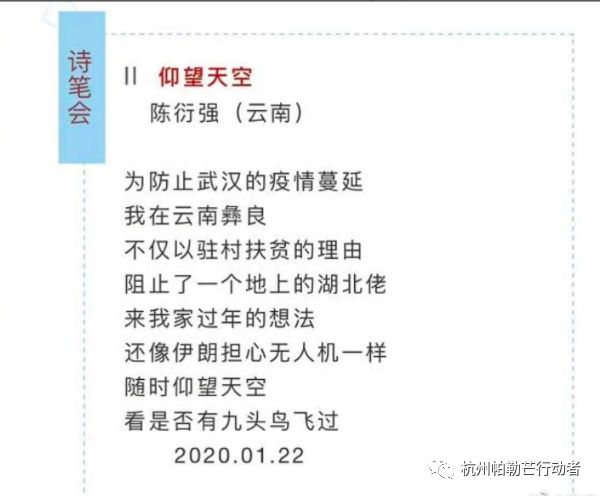 诗笔会
|| 仰望天空
陈衍强（云南）
为防止武汉的疫情蔓延
我在云南彝良
不仅以驻村扶贫的理由
阻止了一个地上的湖北佬
来我家过年的想法
还像伊朗担心无人机一样
随时仰望天空
看是否有九头鸟飞过
2020.01.22
杭州帕勒芒行动者